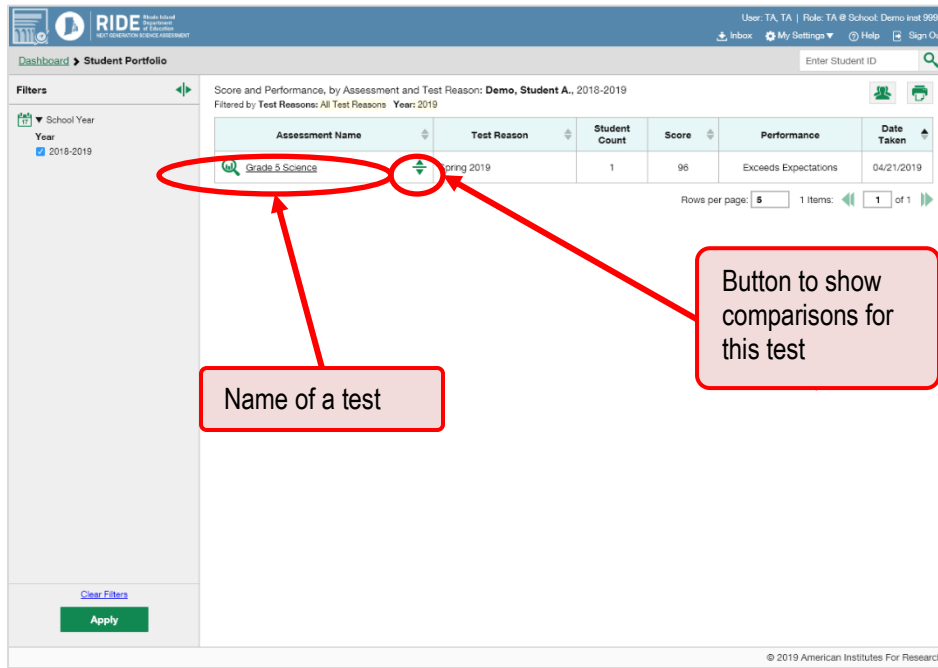 RIDE Rhode Island Department of Education
NEXT GENERATION SCIENCE ASSESSMENT
User: TA, TA | Role: TA @ School: Demo inst 999
Inbox My Settings ▼ Help Sign Ou
Dashboard > Student Portfolio
Enter Student ID
Filters
17 ▼ School Year
Year
2018-2019
Score and Performance, by Assessment and Test Reason: Demo, Student A., 2018-2019
Filtered by Test Reasons: All Test Reasons Year: 2019
Assessment Name Test Reason Student Count Score Performance Date Taken
Grade 5 Science Spring 2019 1 96 Exceeds Expectations 04/21/2019
Rows per page: 5 1 Items: 1 of 1
Button to show
comparisons for
this test
Name of a test
Clear Filters
Apply
© 2019 American Institutes For Research